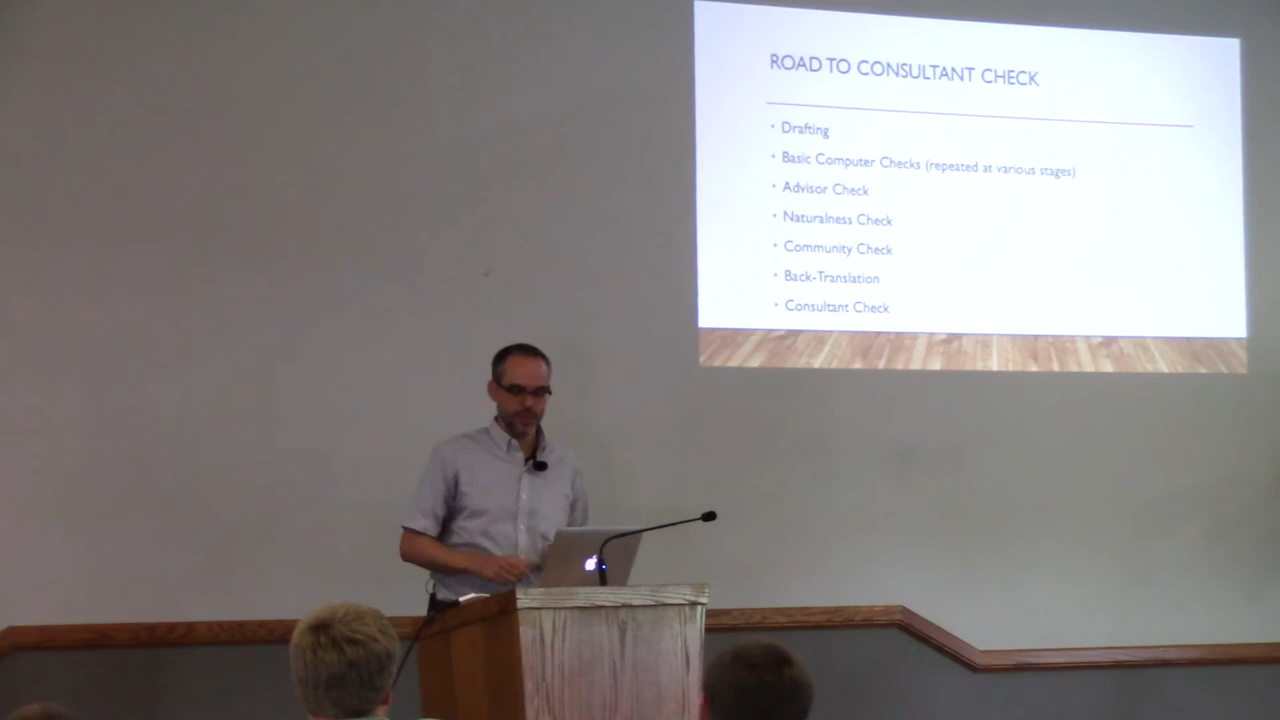 ROAD TO CONSULTANT CHECK
• Drafting
• Basic Computer Checks (repeated at various stages)
• Advisor Check
• Naturalness Check
• Community Check
• Back-Translation
• Consultant Check